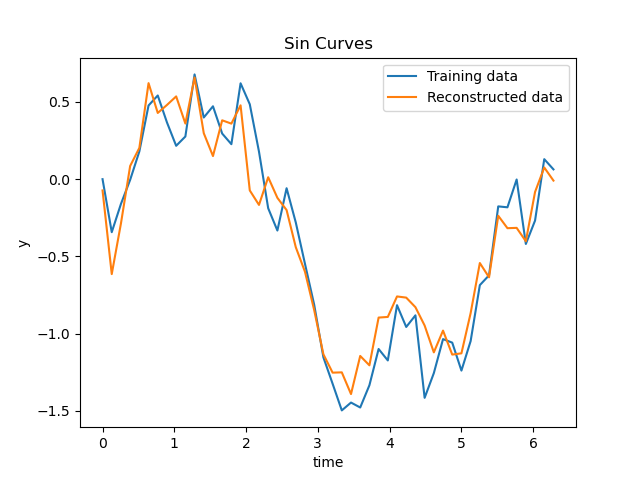 Sin Curves
Training data
Reconstructed data
0.5
0.0
−0.5
−1.0
−1.5
y
0 1 2 3 4 5 6
time